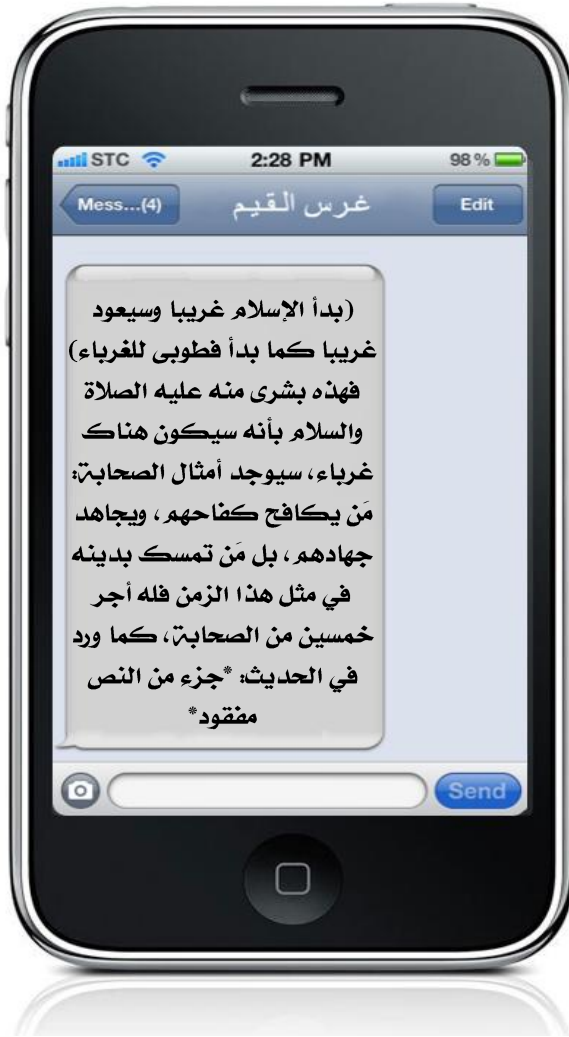 STC 2:28 PM 98 %
Mess...(4) غرس القيم Edit
(بدأ الإسلام غريبا وسيعود
غريبا كما بدأ فطوبى للغرباء)
فهذه بشرى منه عليه الصلاة
والسلام بأنه سيكون هناك
غرباء، سيوجد أمثال الصحابة:
مَن يكافح كفاحهم، ويجاهد
جهادهم، بل مَن تمسك بدينه
في مثل هذا الزمن فله أجر
خمسين من الصحابة، كما ورد
في الحديث: *جزء من النص
مفقود*
Send